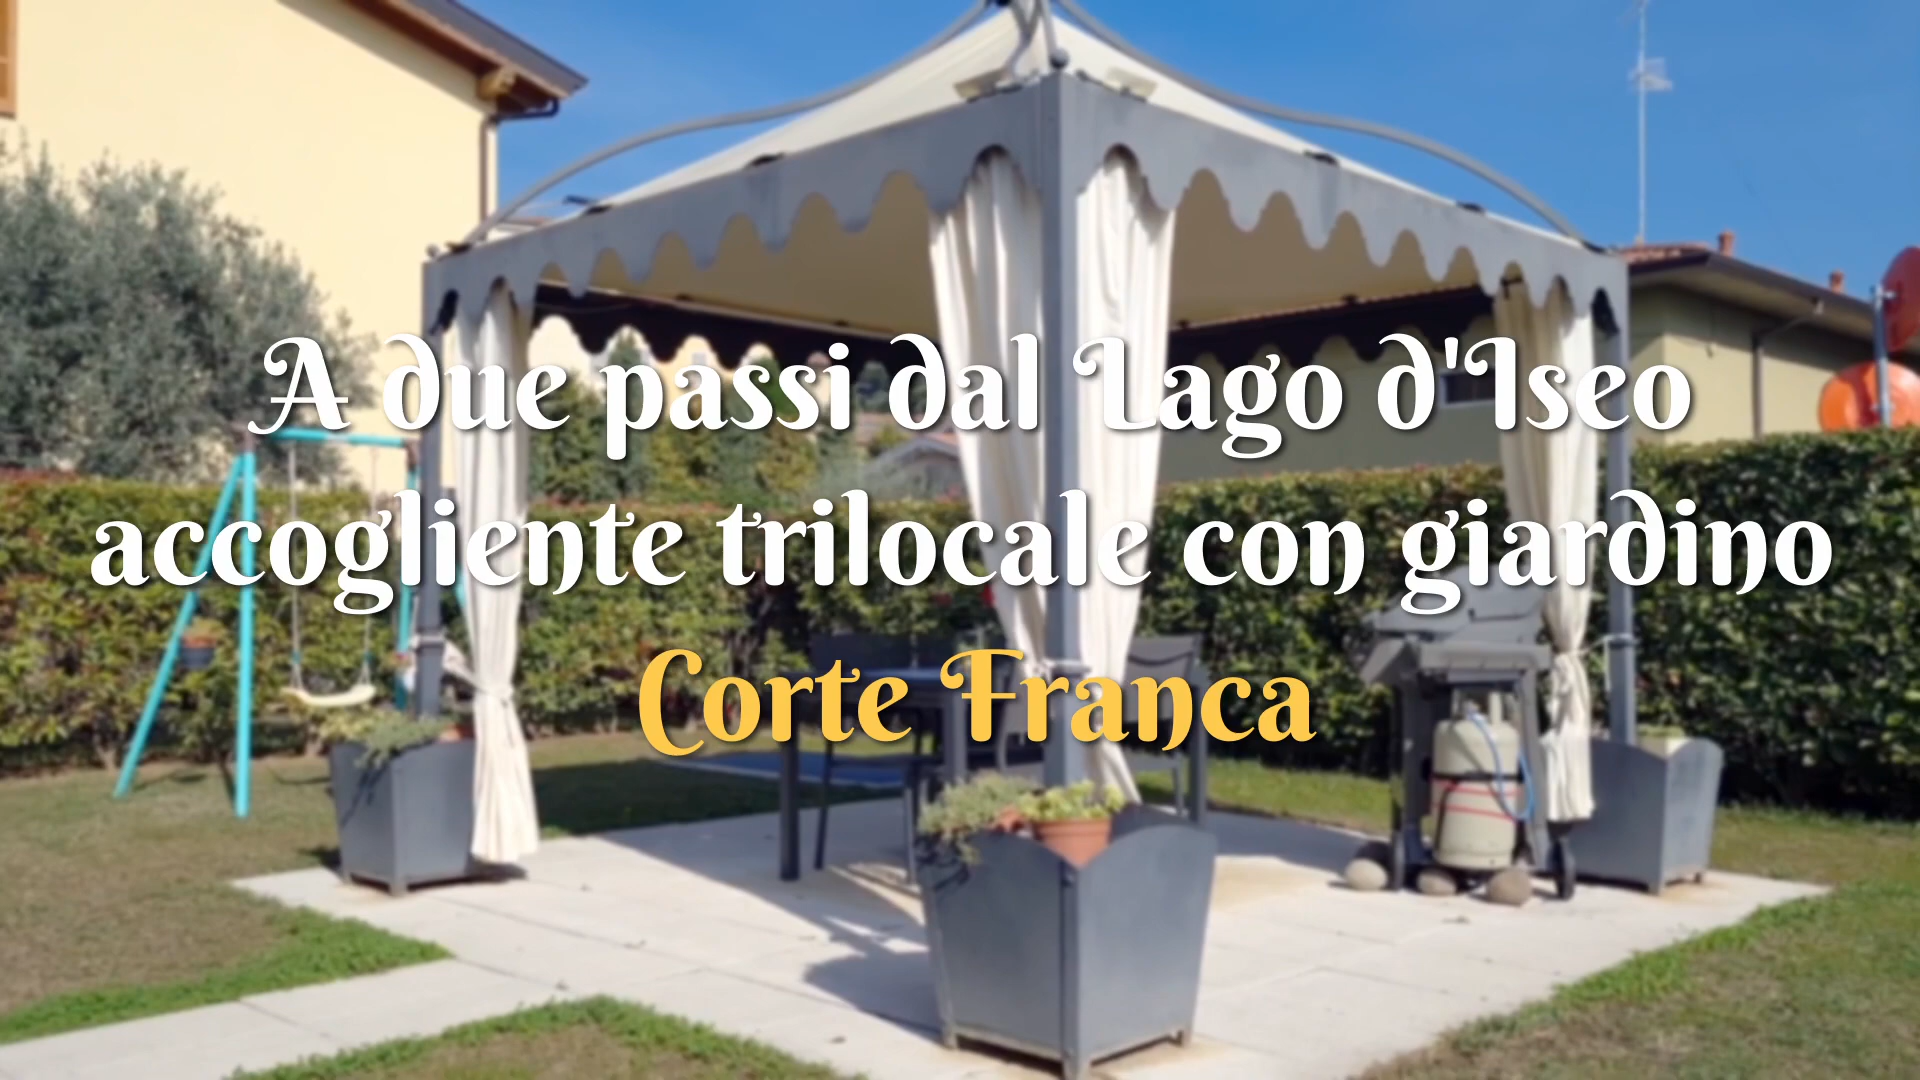 A due passi dal Lago d'Iseo
accogliente trilocale con giardino
Corte Franca